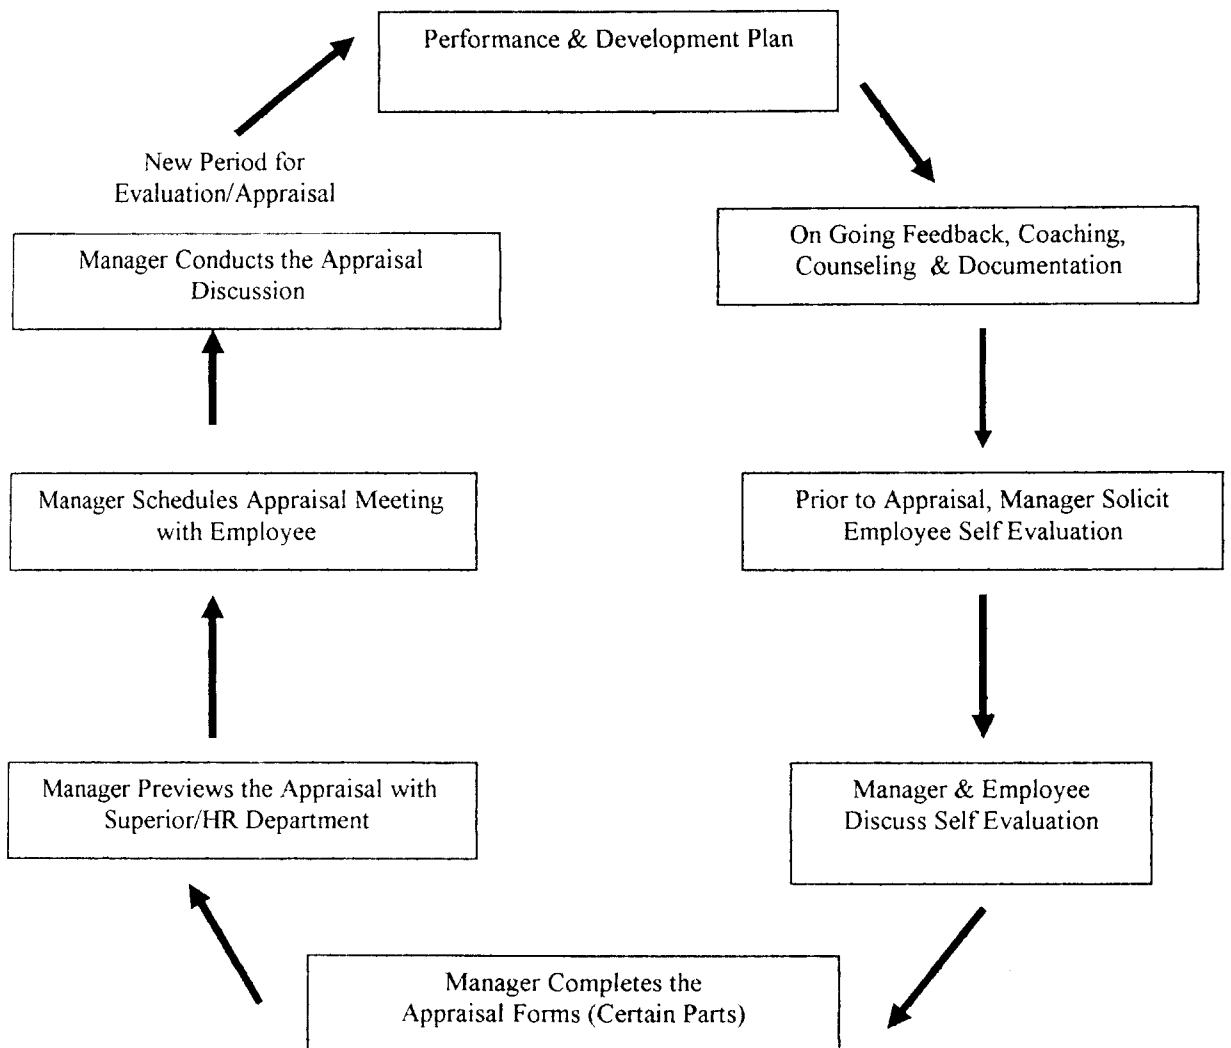 Performance & Development Plan
New Period for
Evaluation/Appraisal
On Going Feedback, Coaching,
Counseling & Documentation
Manager Conducts the Appraisal
Discussion
Manager Schedules Appraisal Meeting
with Employee
Prior to Appraisal, Manager Solicit
Employee Self Evaluation
Manager Previews the Appraisal with
Superior/HR Department
Manager & Employee
Discuss Self Evaluation
Manager Completes the
Appraisal Forms (Certain Parts)